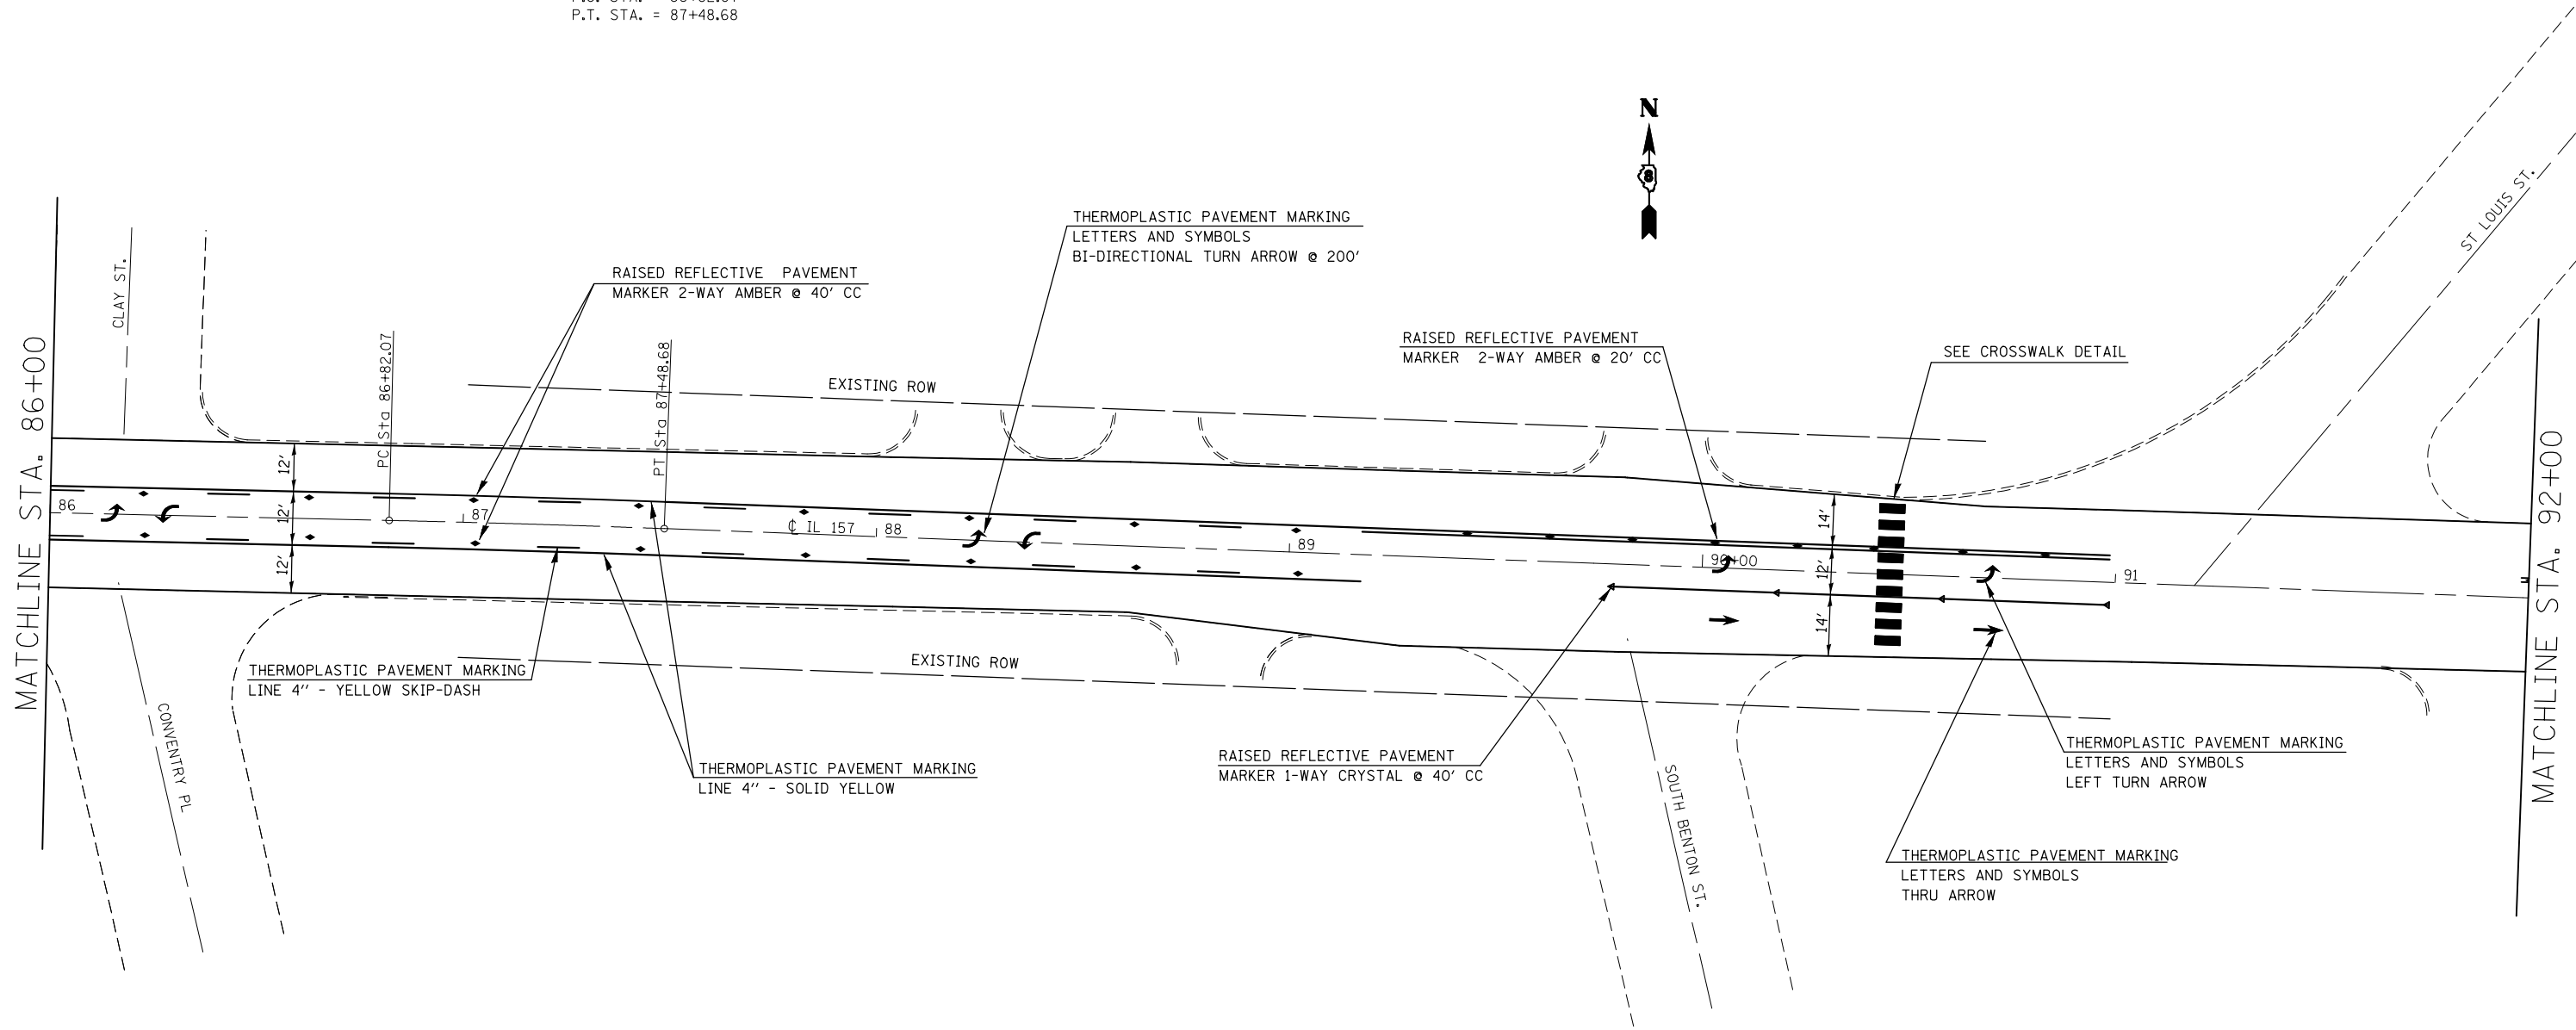 P.T. STA. = 87+48.68
N
8
THERMOPLASTIC PAVEMENT MARKING
LETTERS AND SYMBOLS
BI-DIRECTIONAL TURN ARROW @ 200'
RAISED REFLECTIVE PAVEMENT
MARKER 2-WAY AMBER @ 40' CC
RAISED REFLECTIVE PAVEMENT
MARKER 2-WAY AMBER @ 20' CC
SEE CROSSWALK DETAIL
ST LOUIS ST.
CLAY ST.
MATCHLINE STA. 86+00
PC Sta 86+82.07
PT Sta 87+48.68
EXISTING ROW
12'
12'
12'
86
87
℄ IL 157
88
89
90+00
91
14'
12'
14'
MATCHLINE STA. 92+00
EXISTING ROW
THERMOPLASTIC PAVEMENT MARKING
LINE 4" - YELLOW SKIP-DASH
CONVENTRY PL
THERMOPLASTIC PAVEMENT MARKING
LINE 4" - SOLID YELLOW
RAISED REFLECTIVE PAVEMENT
MARKER 1-WAY CRYSTAL @ 40' CC
SOUTH BENTON ST.
THERMOPLASTIC PAVEMENT MARKING
LETTERS AND SYMBOLS
LEFT TURN ARROW
THERMOPLASTIC PAVEMENT MARKING
LETTERS AND SYMBOLS
THRU ARROW